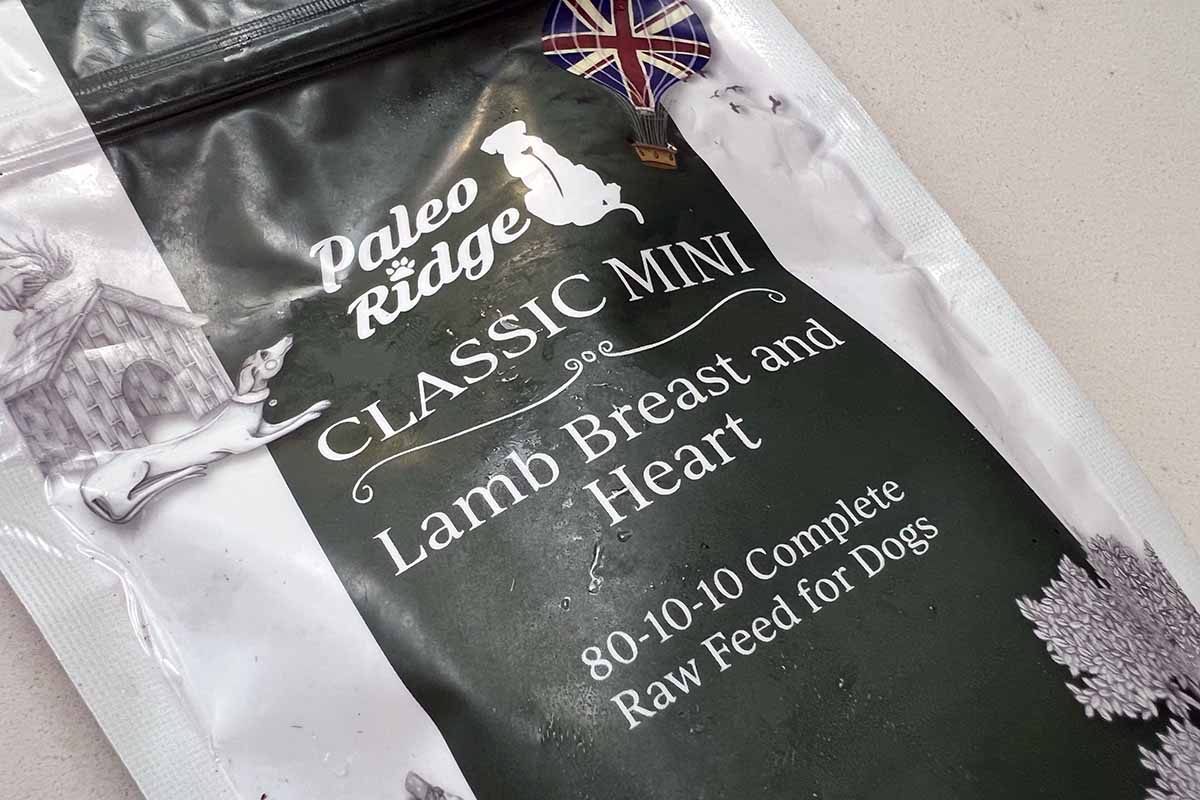 Paleo
Ridge
CLASSIC MINI
Lamb Breast and
Heart
80-10-10 Complete
Raw Feed for Dogs